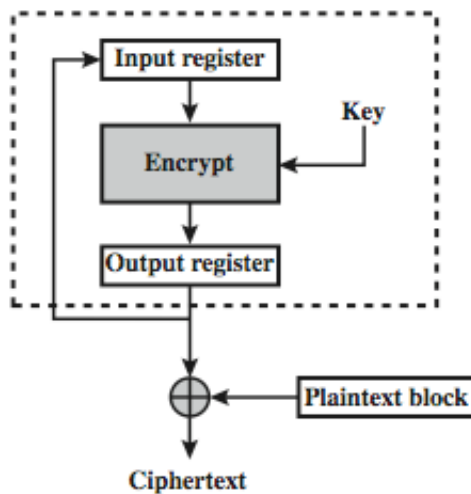 Input register
Key
Encrypt
Output register
Plaintext block
Ciphertext